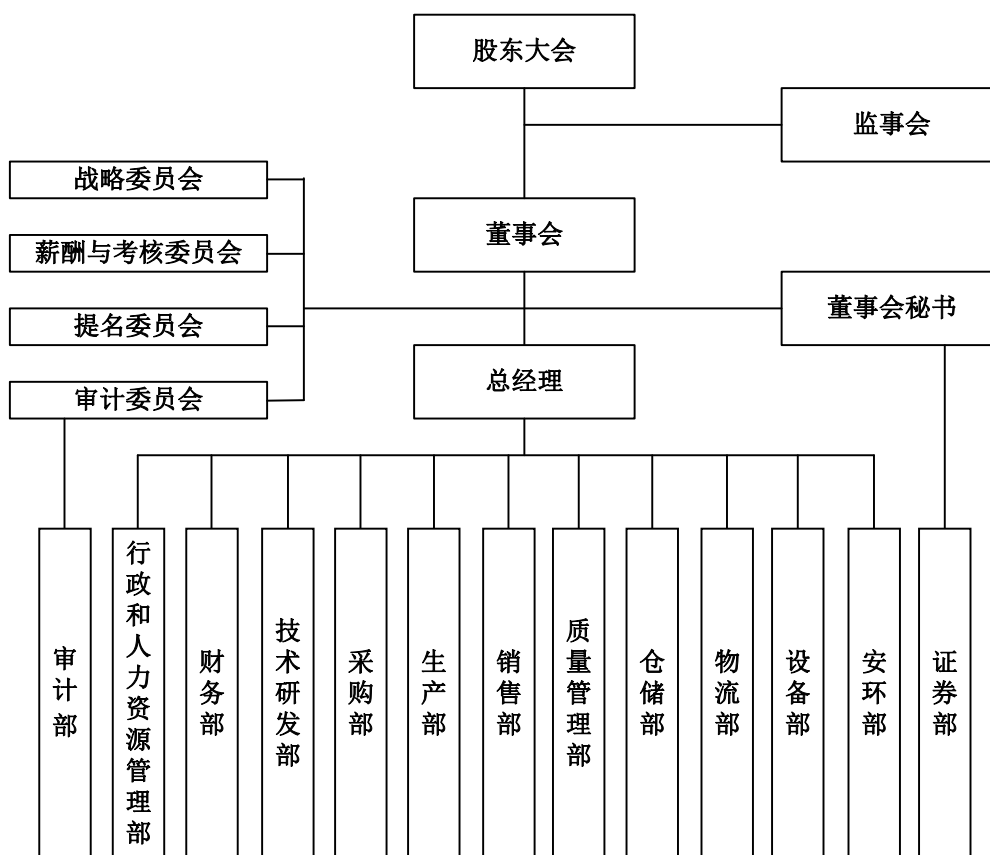 股东大会
监事会
战略委员会
董事会
薪酬与考核委员会
董事会秘书
提名委员会
总经理
审计委员会
审计部
行政和人力资源管理部
财务部
技术研发部
采购部
生产部
销售部
质量管理部
仓储部
物流部
设备部
安环部
证券部